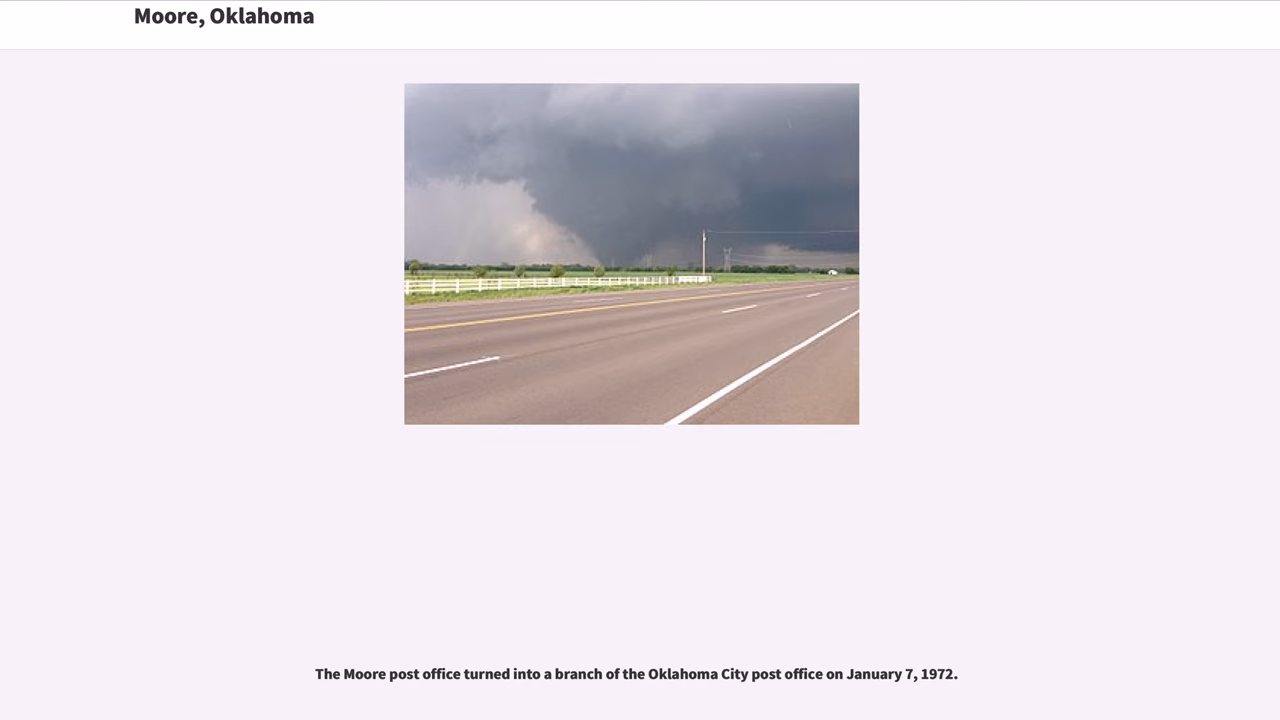 Moore, Oklahoma
The Moore post office turned into a branch of the Oklahoma City post office on January 7, 1972.